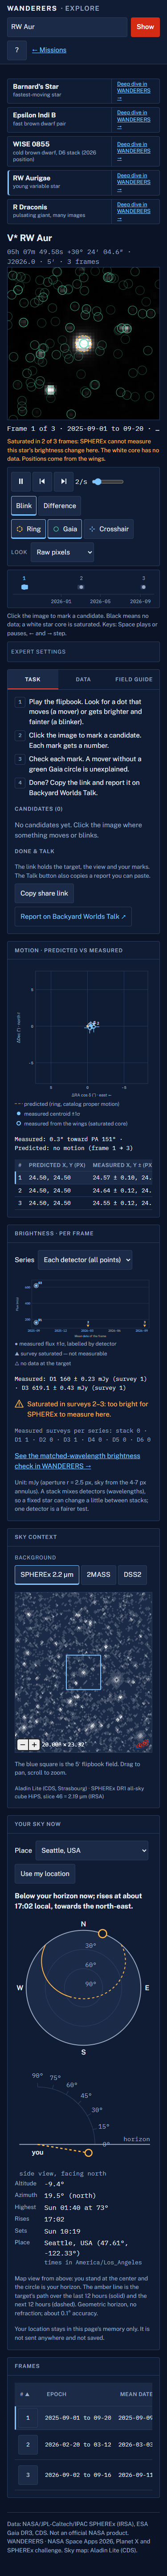 WANDERERS · EXPLORE
RW Aur
Show
?
← Missions
Barnard's Star
fastest-moving star
Deep dive in
WANDERERS
→
Epsilon Indi B
fast brown dwarf pair
Deep dive in
WANDERERS
→
WISE 0855
cold brown dwarf, D6 stack (2026
position)
Deep dive in
WANDERERS
→
RW Aurigae
young variable star
Deep dive in
WANDERERS
→
R Draconis
pulsating giant, many images
Deep dive in
WANDERERS
→
V* RW Aur
05h 07m 49.58s +30° 24′ 04.6″ ·
J2026.0 · 5′ · 3 frames
Frame 1 of 3 · 2025-09-01 to 09-20 · …
Saturated in 2 of 3 frames: SPHEREx cannot measure
this star's brightness change here. The white core has no
data. Positions come from the wings.
2/s
Blink
Difference
Ring
Gaia
Crosshair
LOOK
Raw pixels
1
2
3
2026-01
2026-05
2026-09
Click the image to mark a candidate. Black means no
data; a white star core is saturated. Keys: Space plays or
pauses, ← and → step.
EXPERT SETTINGS
TASK
DATA
FIELD GUIDE
1 Play the flipbook. Look for a dot that
moves (a mover) or gets brighter and
fainter (a blinker).
2 Click the image to mark a candidate.
Each mark gets a number.
3 Check each mark. A mover without a
green Gaia circle is unexplained.
4 Done? Copy the link and report it on
Backyard Worlds Talk.
CANDIDATES (0)
No candidates yet. Click the image where
something moves or blinks.
DONE & TALK
The link holds the target, the view and your marks.
The Talk button also copies a report you can paste.
Copy share link
Report on Backyard Worlds Talk ↗
MOTION · PREDICTED VS MEASURED
predicted (ring, catalog proper motion)
measured centroid ±1σ
measured from the wings (saturated core)
Measured: 0.3″ toward PA 151° ·
Predicted: no motion (frame 1 → 3)
# PREDICTED X, Y (PX) MEASURED X, Y ± (PX
1 24.50, 24.50 24.57 ± 0.10, 24.
2 24.50, 24.50 24.64 ± 0.12, 24.
3 24.50, 24.50 24.55 ± 0.12, 24.
BRIGHTNESS · PER FRAME
Series
Each detector (all points)
● measured flux ±1σ, labelled by detector
▲ survey saturated — not measurable
△ no data at the target
Measured: D1 160 ± 0.23 mJy (survey 1)
· D3 619.1 ± 0.43 mJy (survey 1)
Saturated in surveys 2–3: too bright for
SPHEREx to measure here.
Measured surveys per series: stack 0 ·
D1 1 · D2 0 · D3 1 · D4 0 · D5 0 · D6 0
See the matched-wavelength brightness
check in WANDERERS →
Unit: mJy (aperture r = 2.5 px, sky from the 4.7 px
annulus). A stack mixes detectors (wavelengths),
so a fixed star can change a little between stacks;
one detector is a fairer test.
SKY CONTEXT
BACKGROUND
SPHEREx 2.2 μm
2MASS
DSS2
The blue square is the 5′ flipbook field. Drag to
pan, scroll to zoom.
Aladin Lite (CDS, Strasbourg) · SPHEREx DR1 all-sky
cube HiPS, slice 46 = 2.19 μm (IRSA)
YOUR SKY NOW
Place
Seattle, USA
Use my location
Below your horizon now; rises at about
17:02 local, towards the north-east.
N
30°
60°
90°
W
E
S
90°
75°
60°
45°
30°
15°
0°
horizon
you
side view, facing north
Altitude −9.4°
Azimuth 19.5° (north)
Highest Sun 01:40 at 73°
Rises 17:02
Sets Sun 10:19
Place Seattle, USA (47.61°,
−122.33°)
times in America/Los_Angeles
Map view from above: you stand at the center and
the circle is your horizon. The amber line is the
target's path over the last 12 hours (solid) and the
next 12 hours (dashed). Geometric horizon, no
refraction; about 0.1° accuracy.
Your location stays in this page's memory only. It is
not sent anywhere and not saved.
FRAMES
# ▲ EPOCH MEAN DATE
1 2025-09-01 to 09-20 2025-09-09
2 2026-02-20 to 03-12 2026-03-03
3 2026-09-02 to 09-16 2026-09-11
Data: NASA/JPL-Caltech/IPAC SPHEREx (IRSA), ESA
Gaia DR3, CDS. Not an official NASA product.
WANDERERS · NASA Space Apps 2026, Planet X and
SPHEREx challenge. Sky map: Aladin Lite (CDS).